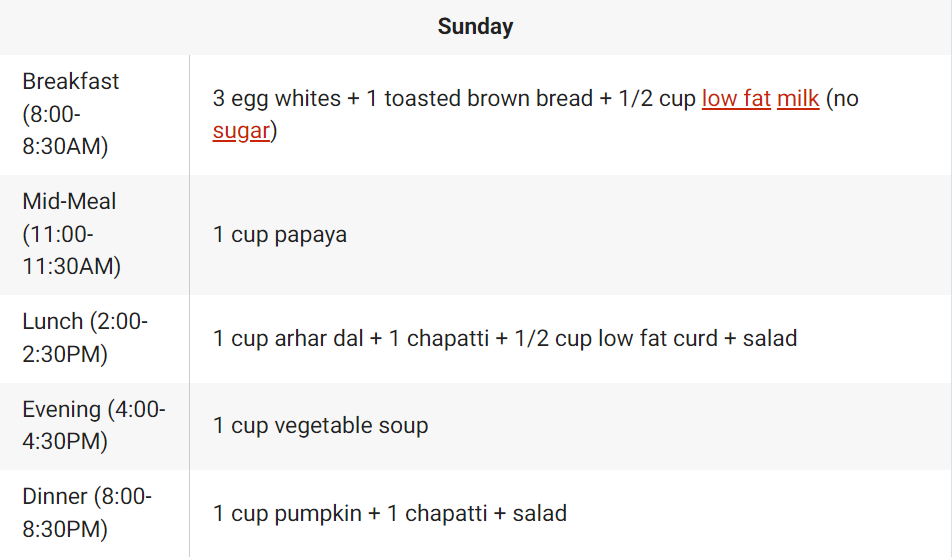 Sunday
Breakfast
(8:00-
8:30AM)
3 egg whites + 1 toasted brown bread + 1/2 cup low fat milk (no
sugar)
Mid-Meal
(11:00-
11:30AM)
1 cup papaya
Lunch (2:00-
2:30PM)
1 cup arhar dal + 1 chapatti + 1/2 cup low fat curd + salad
Evening (4:00-
4:30PM)
1 cup vegetable soup
Dinner (8:00-
8:30PM)
1 cup pumpkin + 1 chapatti + salad